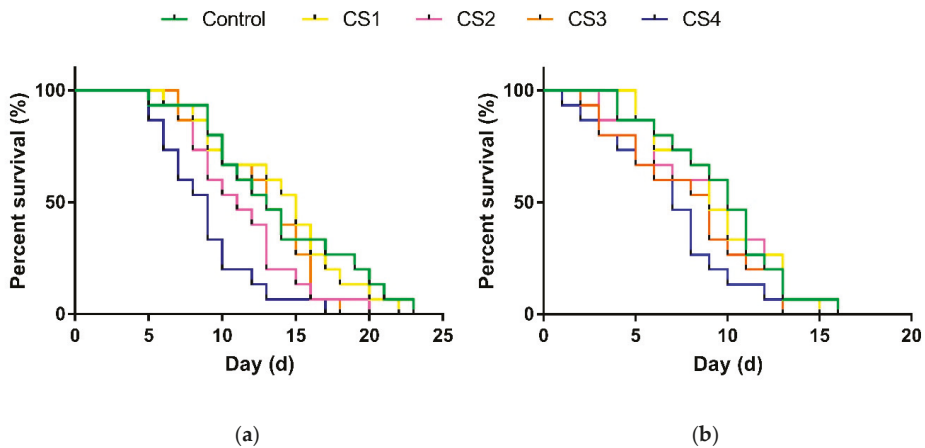 Control CS1 CS2 CS3 CS4
Percent survival (%)
100
50
0
0 5 10 15 20 25
Day (d)
(a)
Percent survival (%)
100
50
0
0 5 10 15 20
Day (d)
(b)